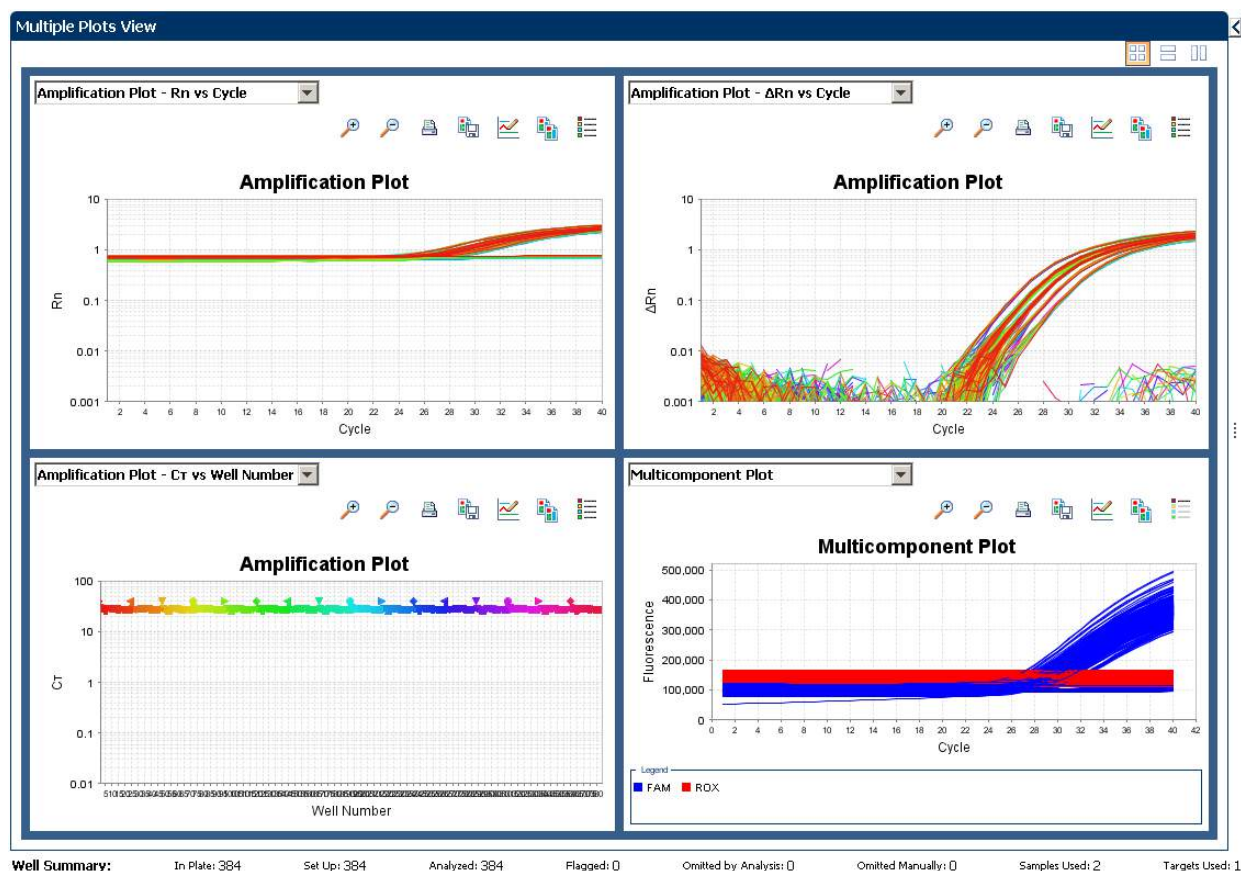 Multiple Plots View
Amplification Plot - Rn vs Cycle
Amplification Plot
10
1
0.1
0.01
0.001
Rn
2 4 6 8 10 12 14 16 18 20 22 24 26 28 30 32 34 36 38 40
Cycle
Amplification Plot - ΔRn vs Cycle
Amplification Plot
10
1
0.1
0.01
0.001
ΔRn
2 4 6 8 10 12 14 16 18 20 22 24 26 28 30 32 34 36 38 40
Cycle
Amplification Plot - Cт vs Well Number
Amplification Plot
100
10
1
0.1
0.01
Cт
Well Number
Multicomponent Plot
Multicomponent Plot
500,000
400,000
300,000
200,000
100,000
0
Fluorescence
0 2 4 6 8 10 12 14 16 18 20 22 24 26 28 30 32 34 36 38 40 42
Cycle
Legend
FAM ROX
Well Summary: In Plate: 384 Set Up: 384 Analyzed: 384 Flagged: 0 Omitted by Analysis: 0 Omitted Manually: 0 Samples Used: 2 Targets Used: 1